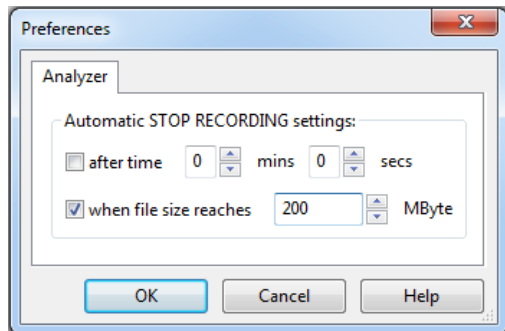 Preferences
Analyzer
Automatic STOP RECORDING settings:
after time 0 mins 0 secs
when file size reaches 200 MByte
OK Cancel Help